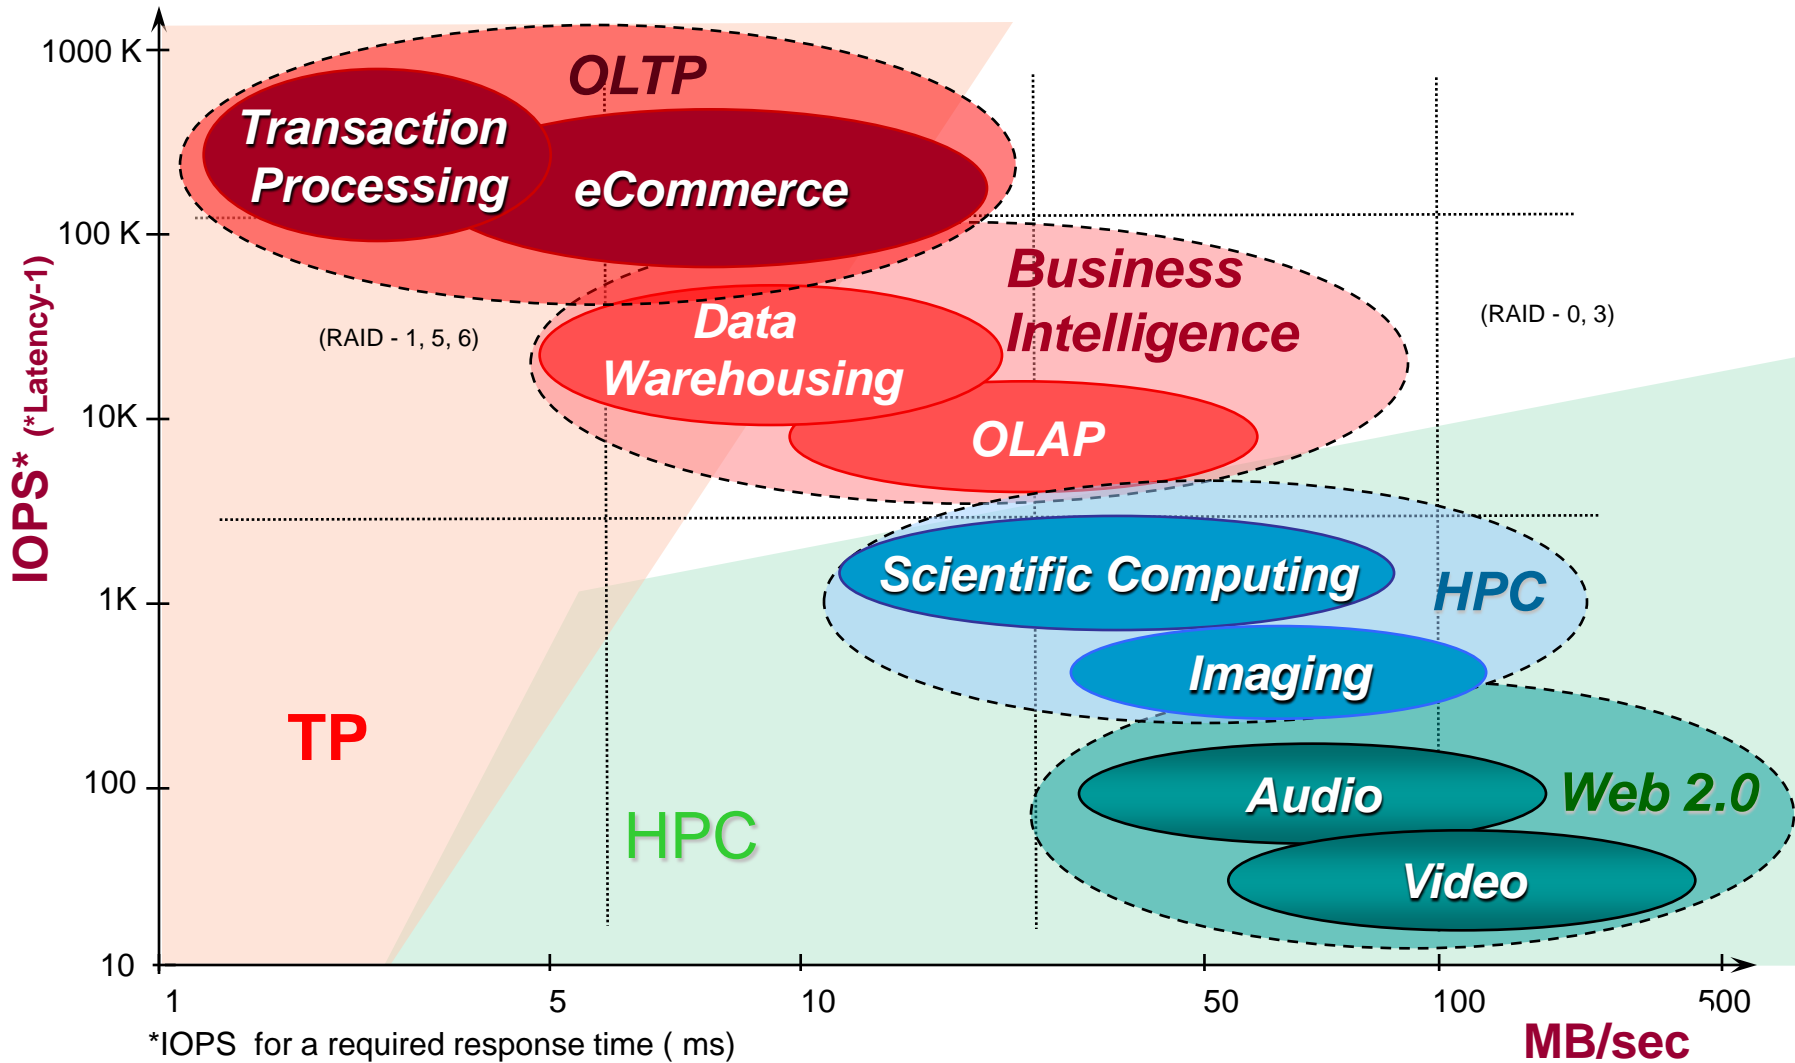 1000 K
OLTP
Transaction
Processing
eCommerce
100 K
Business
Intelligence
(RAID - 0, 3)
(RAID - 1, 5, 6)
Data
Warehousing
10K
OLAP
IOPS* (*Latency-1)
Scientific Computing
HPC
1K
Imaging
TP
100
Audio
Web 2.0
HPC
Video
10
1 5 10 50 100 500
*IOPS for a required response time ( ms)
MB/sec